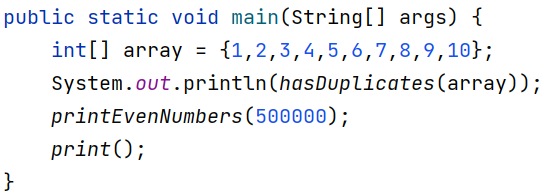 public static void main(String[] args) {
    int[] array = {1,2,3,4,5,6,7,8,9,10};
    System.out.println(hasDuplicates(array));
    printEvenNumbers(500000);
    print();
}